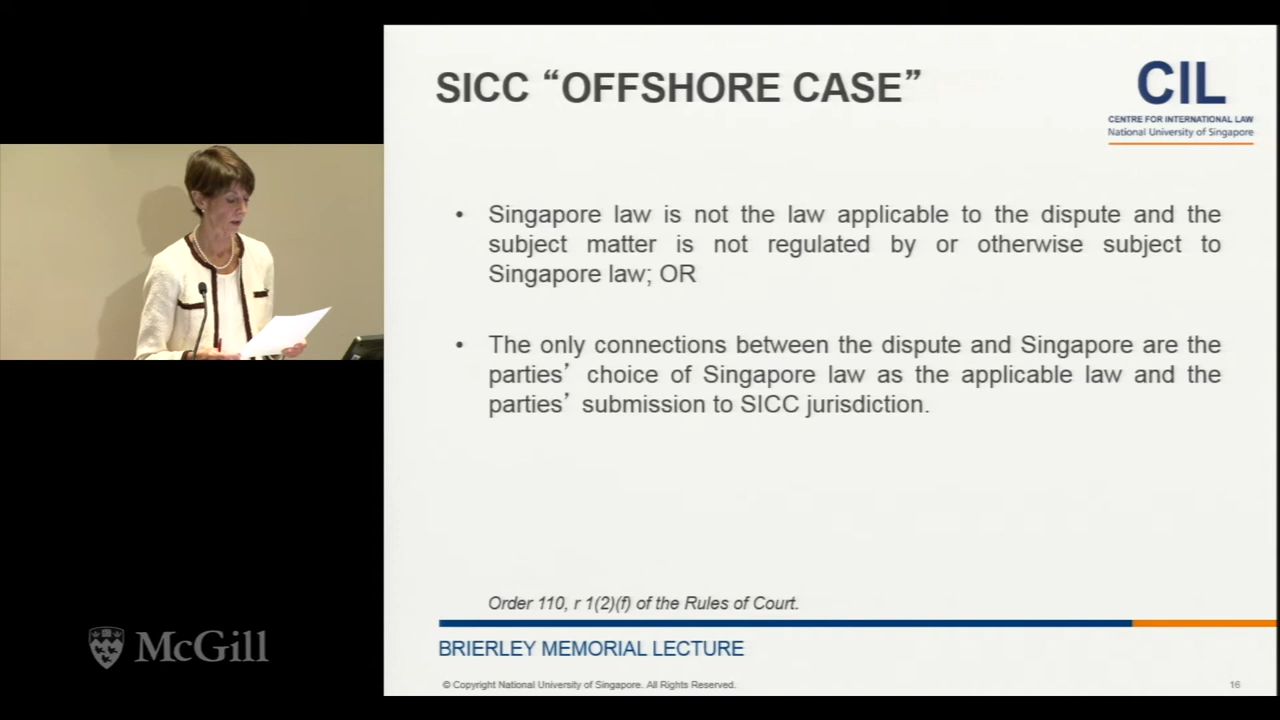 SICC “OFFSHORE CASE”
CIL
CENTRE FOR INTERNATIONAL LAW
National University of Singapore
• Singapore law is not the law applicable to the dispute and the
subject matter is not regulated by or otherwise subject to
Singapore law; OR
• The only connections between the dispute and Singapore are the
parties’ choice of Singapore law as the applicable law and the
parties’ submission to SICC jurisdiction.
Order 110, r 1(2)(f) of the Rules of Court.
BRIERLEY MEMORIAL LECTURE
© Copyright National University of Singapore. All Rights Reserved.
16
McGill